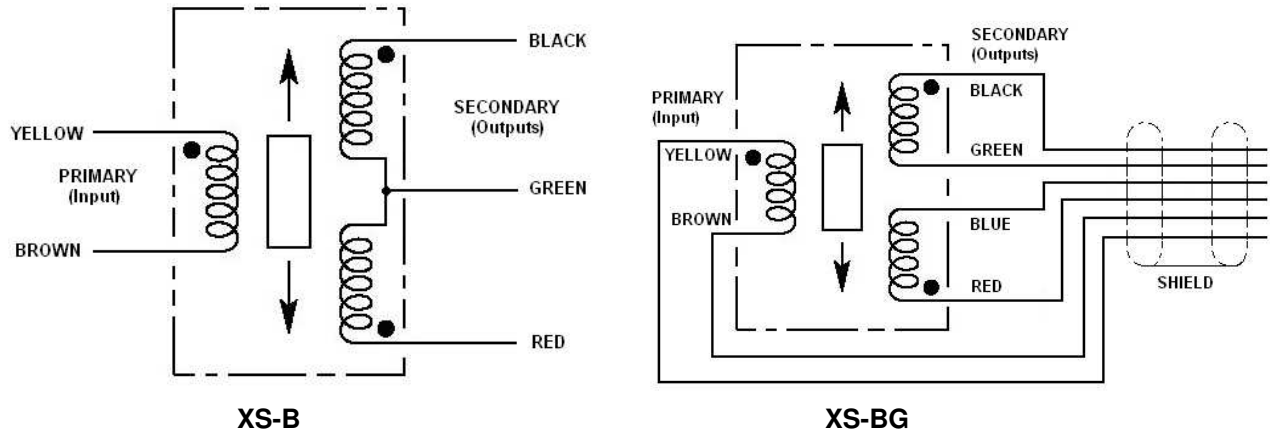 BLACK
YELLOW
PRIMARY
(Input)
SECONDARY
(Outputs)
GREEN
BROWN
RED
XS-B
SECONDARY
(Outputs)
PRIMARY
(Input)
BLACK
YELLOW
GREEN
BROWN
BLUE
RED
SHIELD
XS-BG